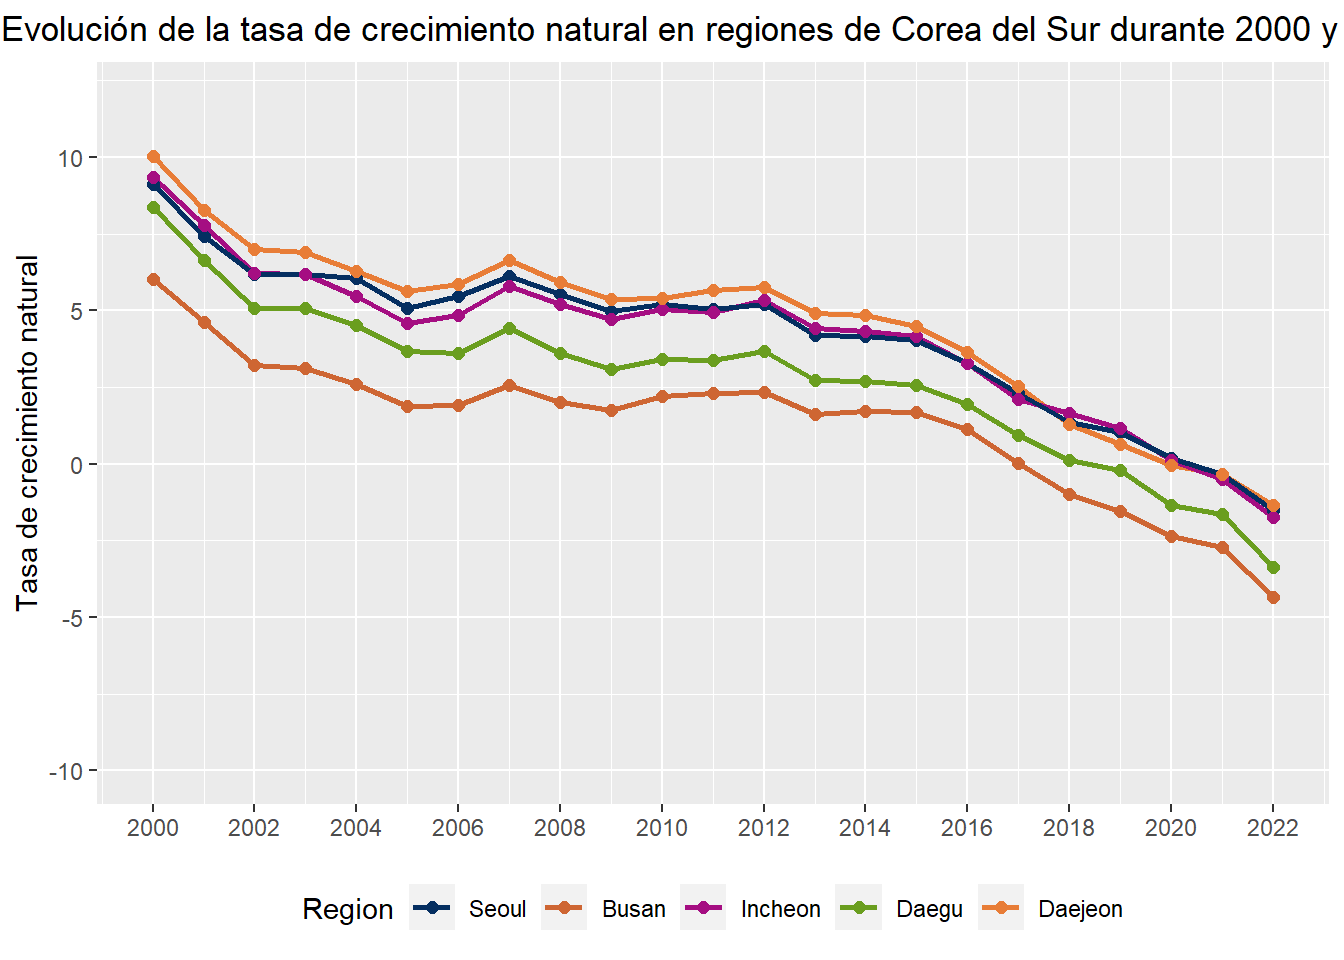 Evolución de la tasa de crecimiento natural en regiones de Corea del Sur durante 2000 y
Tasa de crecimiento natural
10
5
0
-5
-10
2000 2002 2004 2006 2008 2010 2012 2014 2016 2018 2020 2022
Region Seoul Busan Incheon Daegu Daejeon